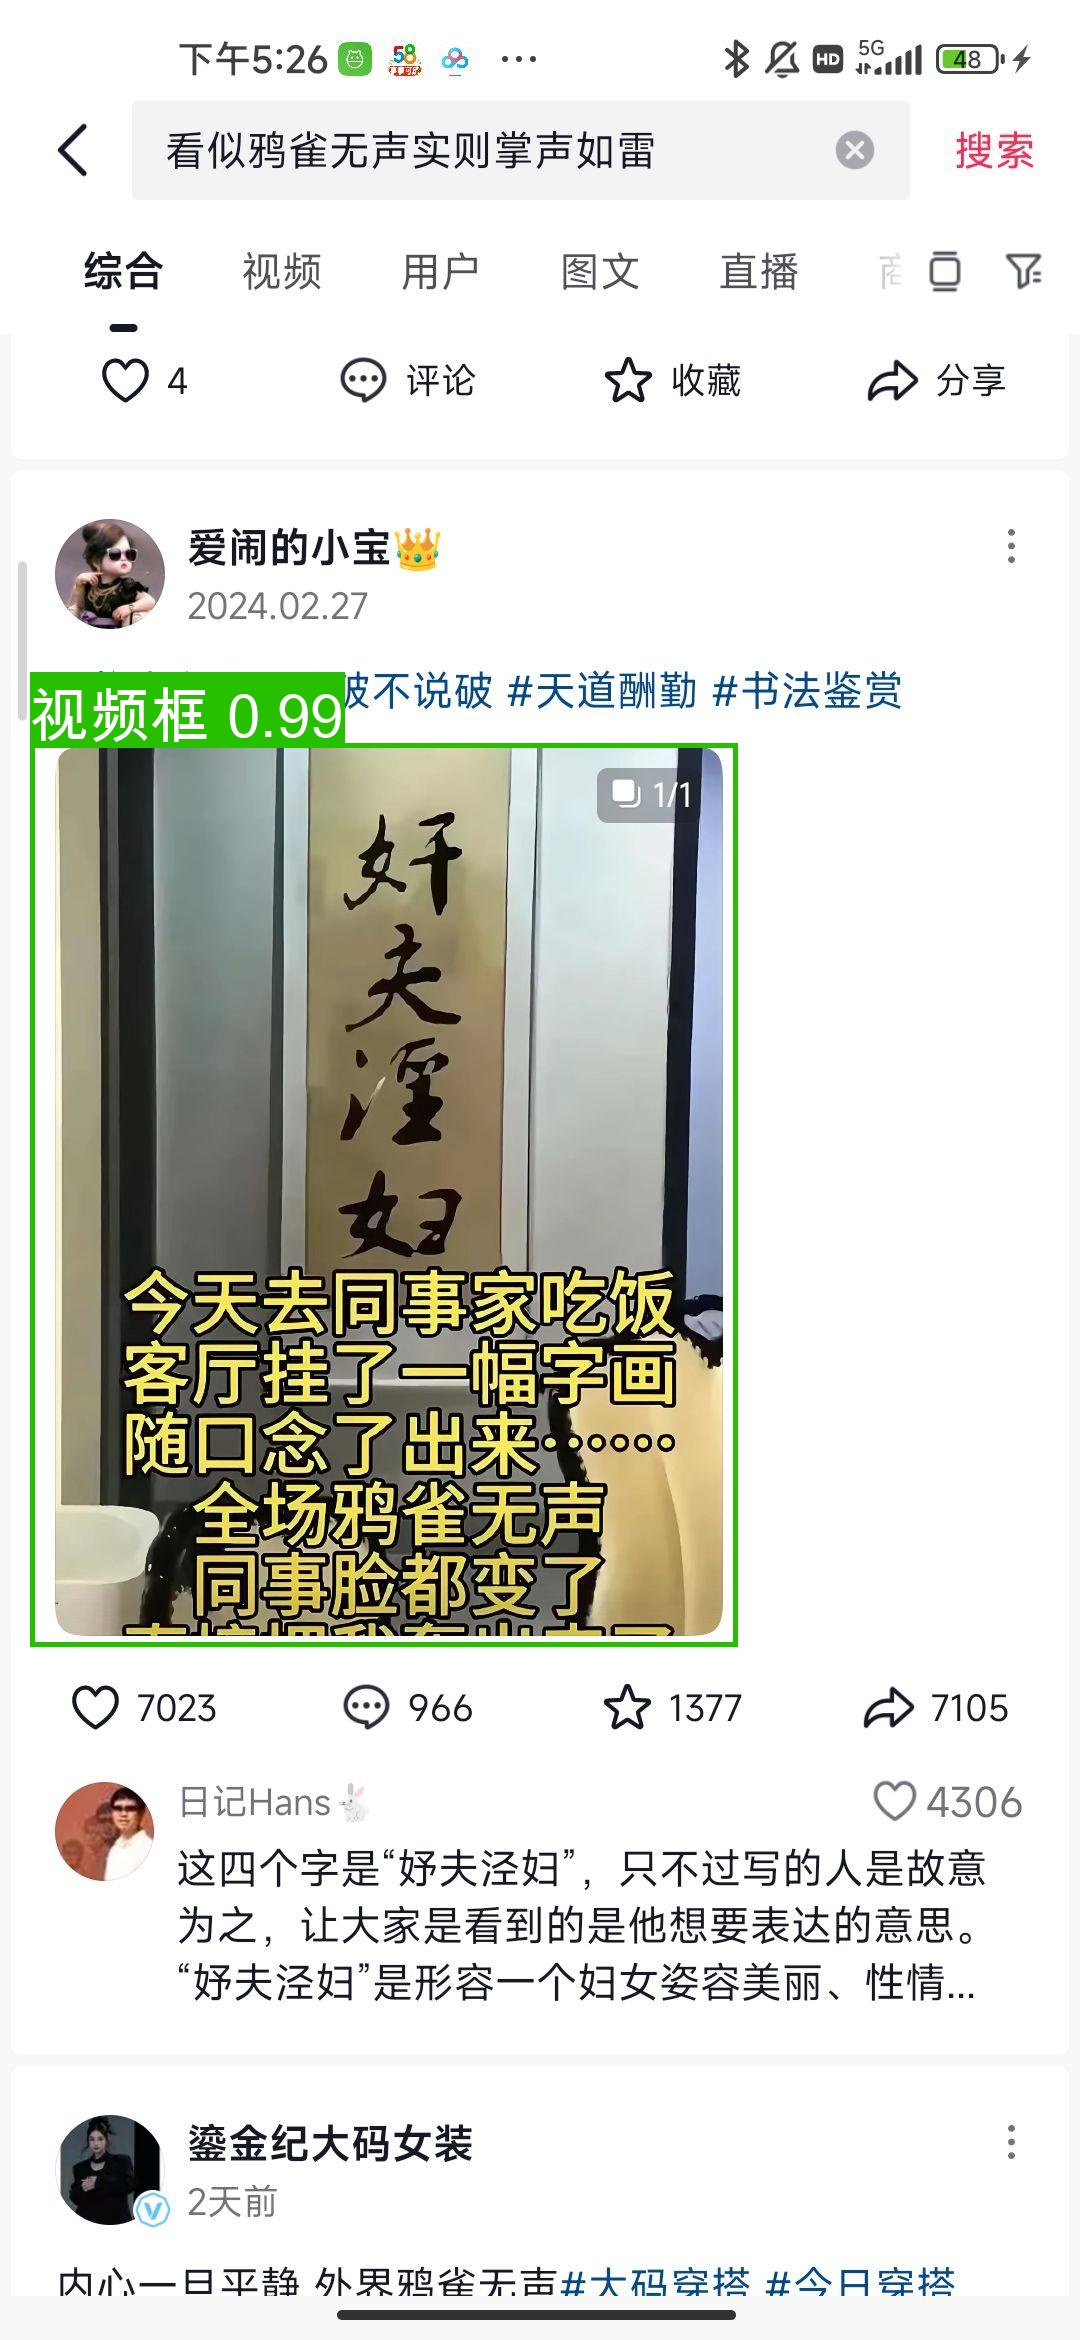 下午5:26
58
HD
5G
48
看似鸦雀无声实则掌声如雷
搜索
综合
视频
用户
图文
直播
4
评论
收藏
分享
爱闹的小宝
2024.02.27
破不说破 #天道酬勤 #书法鉴赏
视频框 0.99
1/1
奸
夫
淫
妇
今天去同事家吃饭
客厅挂了一幅字画
随口念了出来……
全场鸦雀无声
同事脸都变了
7023
966
1377
7105
日记Hans
4306
这四个字是“妤夫泾妇”，只不过写的人是故意
为之，让大家是看到的是他想要表达的意思。
“妤夫泾妇”是形容一个妇女姿容美丽、性情...
鎏金纪大码女装
2天前
内心一旦平静 外界鸦雀无声#大码穿搭 #今日穿搭